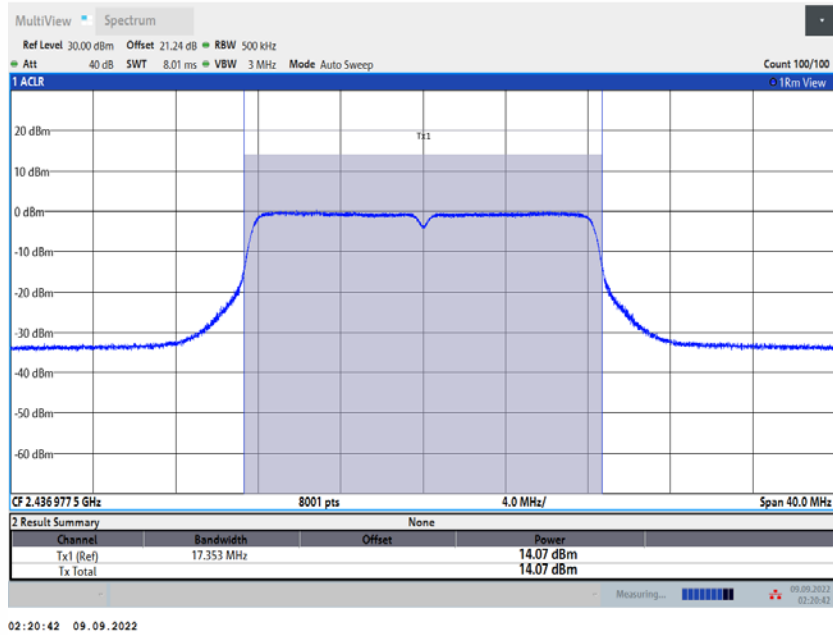 MultiView Spectrum
Ref Level 30.00 dBm Offset 21.24 dB RBW 500 kHz
Att 40 dB SWT 8.01 ms VBW 3 MHz Mode Auto Sweep Count 100/100
1 ACLR 1Rm View
Tx1
20 dBm
10 dBm
0 dBm
-10 dBm
-20 dBm
-30 dBm
-40 dBm
-50 dBm
-60 dBm
CF 2.436 977 5 GHz 8001 pts 4.0 MHz/ Span 40.0 MHz
2 Result Summary None
Channel Bandwidth Offset Power
Tx1 (Ref) 17.353 MHz 14.07 dBm
Tx Total 14.07 dBm
Measuring... 09.09.2022
02:20:42
02:20:42 09.09.2022